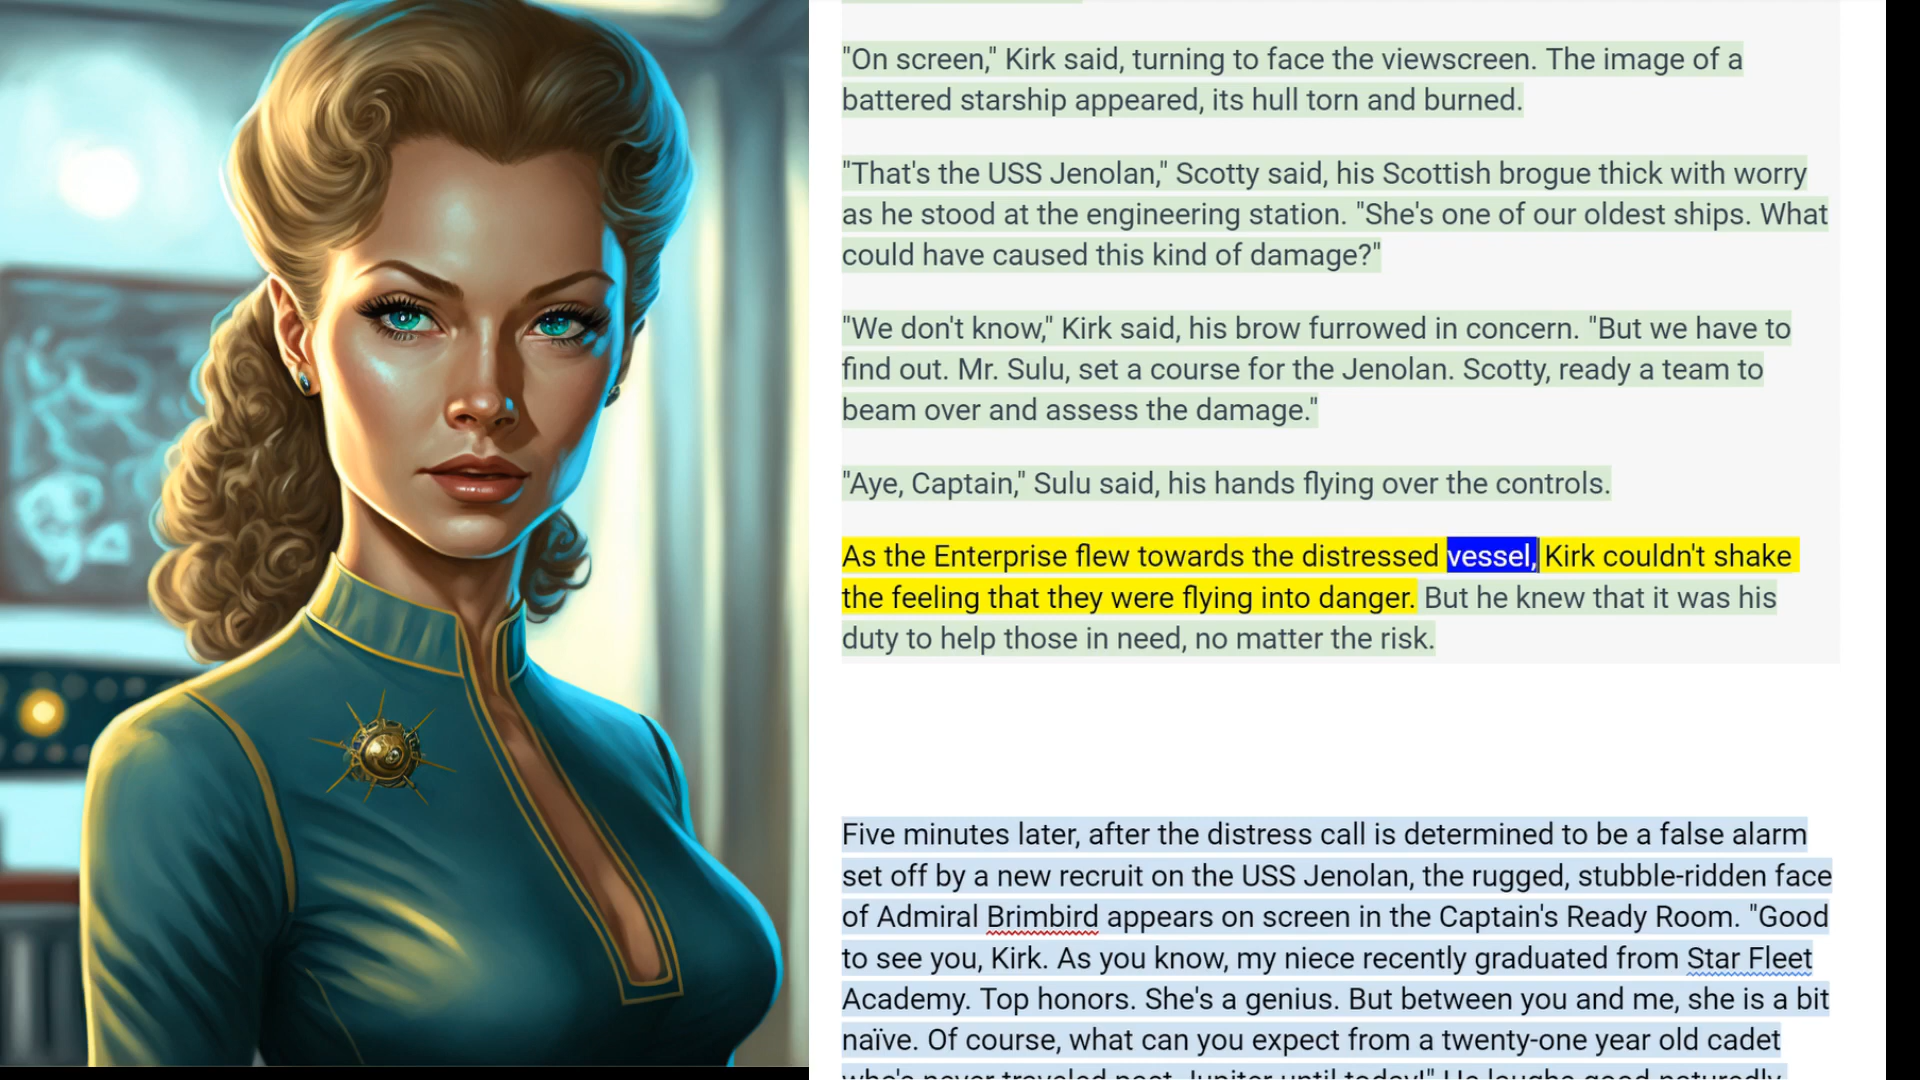 "On screen," Kirk said, turning to face the viewscreen. The image of a
battered starship appeared, its hull torn and burned.
"That's the USS Jenolan," Scotty said, his Scottish brogue thick with worry
as he stood at the engineering station. "She's one of our oldest ships. What
could have caused this kind of damage?"
"We don't know," Kirk said, his brow furrowed in concern. "But we have to
find out. Mr. Sulu, set a course for the Jenolan. Scotty, ready a team to
beam over and assess the damage."
"Aye, Captain," Sulu said, his hands flying over the controls.
As the Enterprise flew towards the distressed vessel, Kirk couldn't shake
the feeling that they were flying into danger. But he knew that it was his
duty to help those in need, no matter the risk.
Five minutes later, after the distress call is determined to be a false alarm
set off by a new recruit on the USS Jenolan, the rugged, stubble-ridden face
of Admiral Brimbird appears on screen in the Captain's Ready Room. "Good
to see you, Kirk. As you know, my niece recently graduated from Star Fleet
Academy. Top honors. She's a genius. But between you and me, she is a bit
naïve. Of course, what can you expect from a twenty-one year old cadet
who's never traveled past Jupiter until today!" He laughs good naturedly.